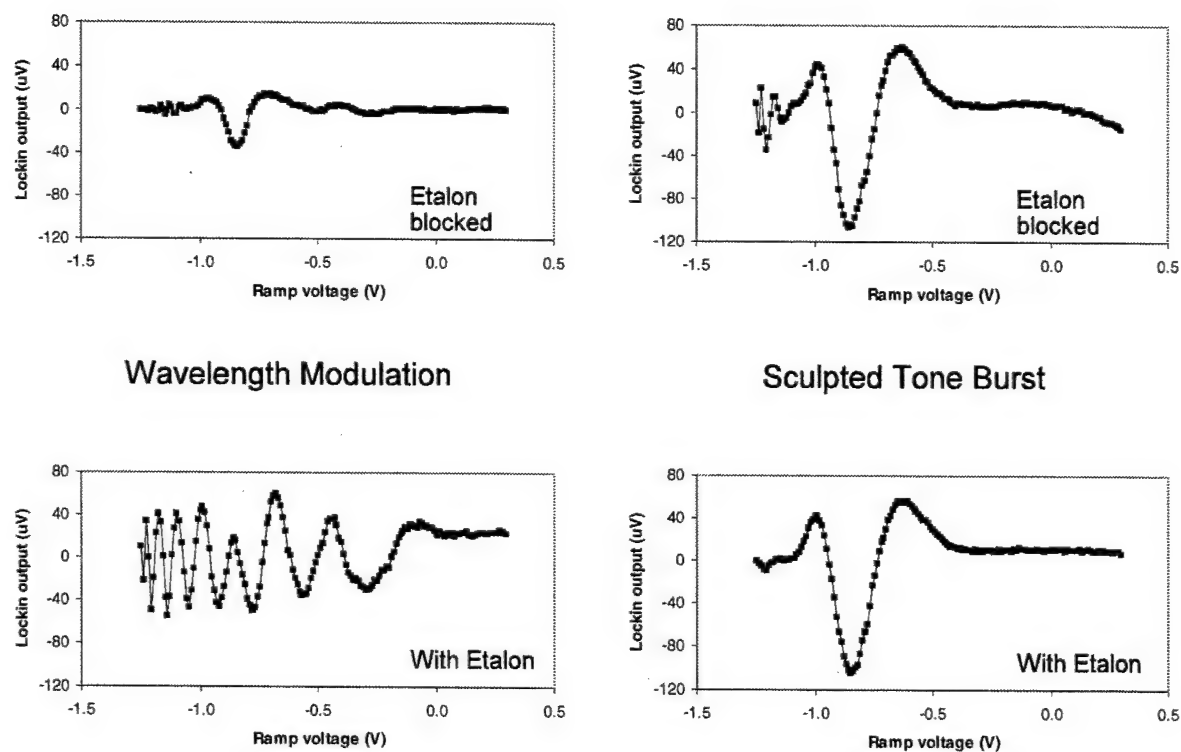 80
40
0
-40
-80
-120
Lockin output (uV)
Etalon
blocked
-1.5
-1.0
-0.5
0.0
0.5
Ramp voltage (V)
80
40
0
-40
-80
-120
Lockin output (uV)
Etalon
blocked
-1.5
-1.0
-0.5
0.0
0.5
Ramp voltage (V)
Wavelength Modulation
Sculpted Tone Burst
80
40
0
-40
-80
-120
Lockin output (uV)
With Etalon
-1.5
-1.0
-0.5
0.0
0.5
Ramp voltage (V)
80
40
0
-40
-80
-120
Lockin output (uV)
With Etalon
-1.5
-1.0
-0.5
0.0
0.5
Ramp voltage (V)